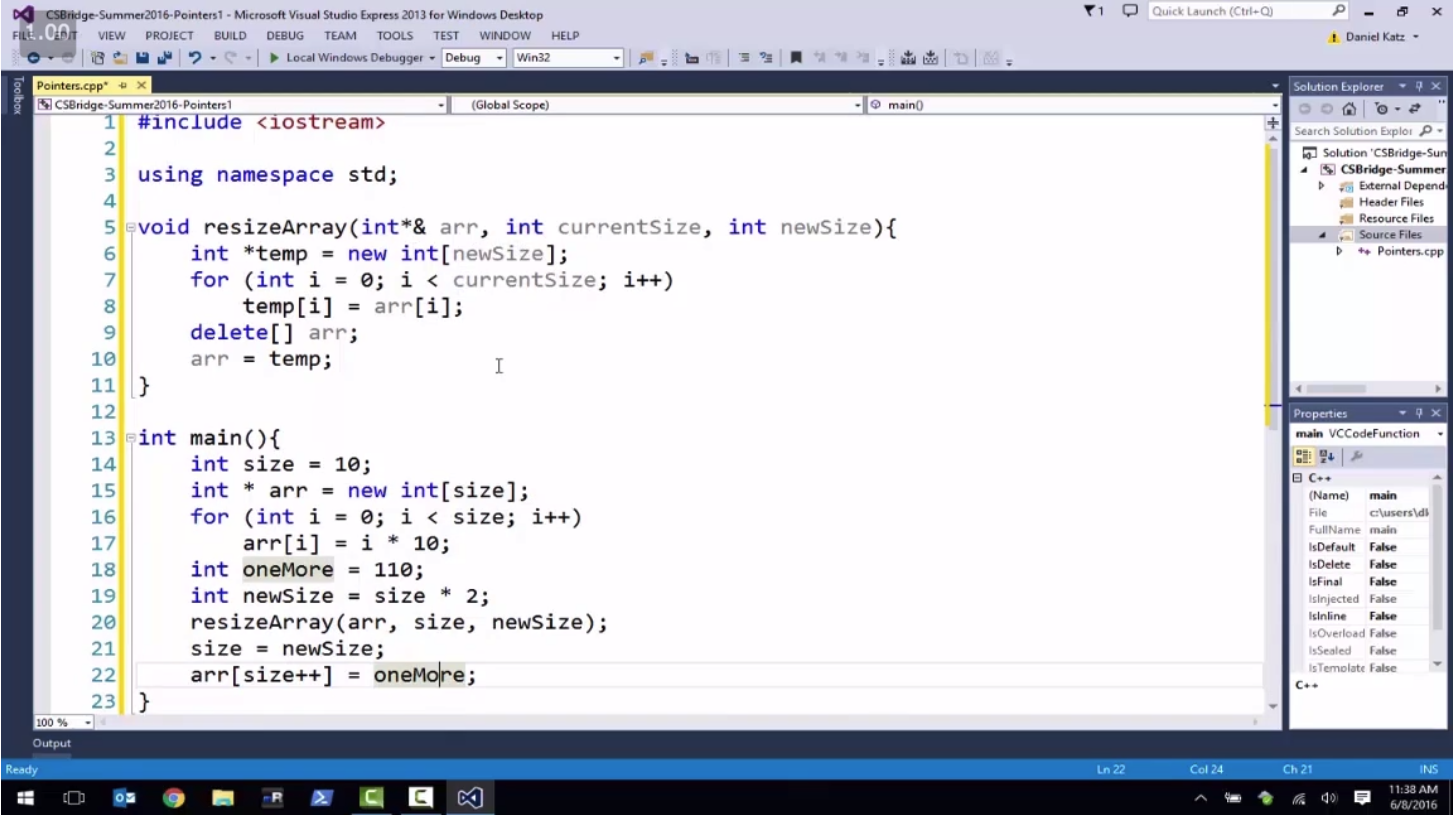 CSBridge-Summer2016-Pointers1 - Microsoft Visual Studio Express 2013 for Windows Desktop
1
Quick Launch (Ctrl+Q)
1.00
VIEW PROJECT BUILD DEBUG TEAM TOOLS TEST WINDOW HELP
Daniel Katz
Local Windows Debugger Debug Win32
Toolbox
Pointers.cpp*
CSBridge-Summer2016-Pointers1 (Global Scope) main()
1 #include <iostream>
2
3 using namespace std;
4
5 void resizeArray(int*& arr, int currentSize, int newSize){
6 int *temp = new int[newSize];
7 for (int i = 0; i < currentSize; i++)
8 temp[i] = arr[i];
9 delete[] arr;
10 arr = temp;
11 }
12
13 int main(){
14 int size = 10;
15 int * arr = new int[size];
16 for (int i = 0; i < size; i++)
17 arr[i] = i * 10;
18 int oneMore = 110;
19 int newSize = size * 2;
20 resizeArray(arr, size, newSize);
21 size = newSize;
22 arr[size++] = oneMore;
23 }
100 %
Solution Explorer
Search Solution Explor
Solution 'CSBridge-Sum
CSBridge-Summer
External Depend
Header Files
Resource Files
Source Files
Pointers.cpp
Properties
main VCCodeFunction
C++
(Name) main
File c:\users\dk
FullName main
IsDefault False
IsDelete False
IsFinal False
IsInjected False
IsInline False
IsOverload False
IsSealed False
IsTemplate False
C++
Output
Ready
Ln 22 Col 24 Ch 21 INS
11:38 AM
6/8/2016